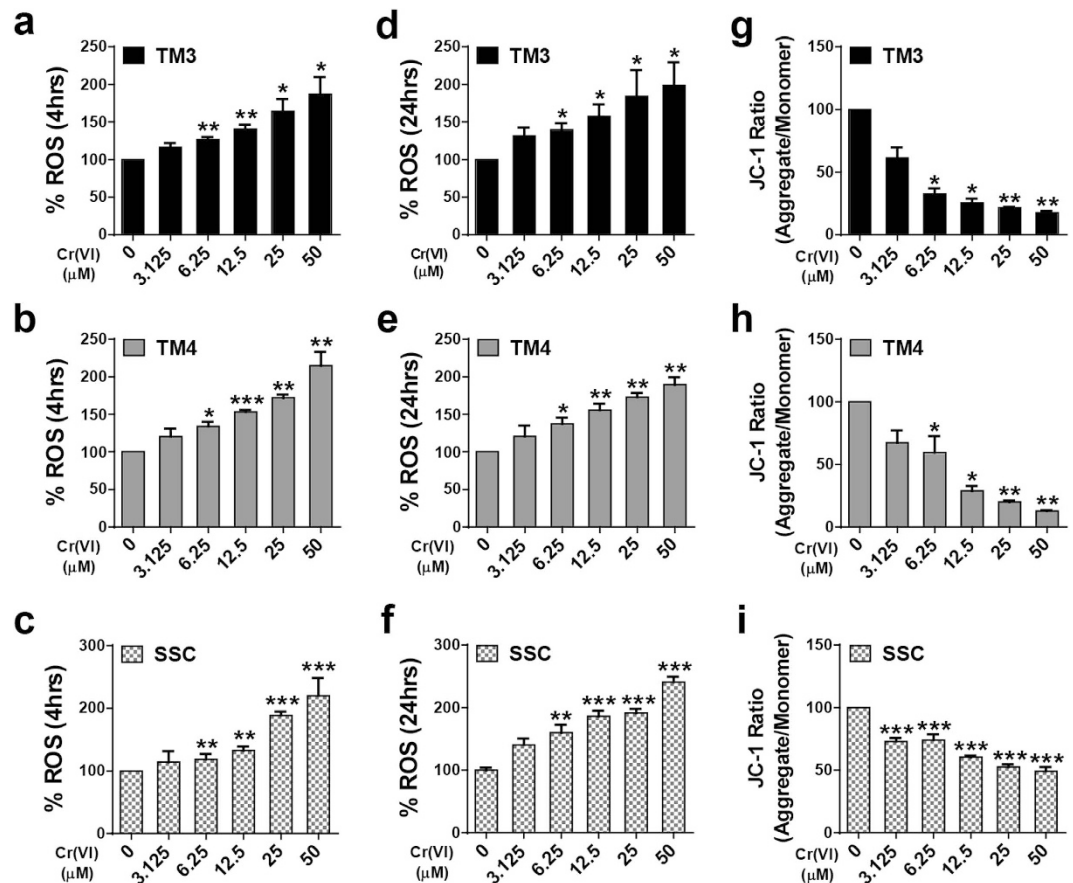 a
TM3
% ROS (4hrs)
250
200
150
100
50
0
* * ** ** * *
Cr(VI)
(µM)
0 3.125 6.25 12.5 25 50
d
TM3
% ROS (24hrs)
250
200
150
100
50
0
* * * *
Cr(VI)
(µM)
0 3.125 6.25 12.5 25 50
g
TM3
JC-1 Ratio
(Aggregate/Monomer)
150
100
50
0
* * ** **
Cr(VI)
(µM)
0 3.125 6.25 12.5 25 50
b
TM4
% ROS (4hrs)
250
200
150
100
50
0
* *** ** **
Cr(VI)
(µM)
0 3.125 6.25 12.5 25 50
e
TM4
% ROS (24hrs)
250
200
150
100
50
0
* ** ** **
Cr(VI)
(µM)
0 3.125 6.25 12.5 25 50
h
TM4
JC-1 Ratio
(Aggregate/Monomer)
150
100
50
0
* * ** **
Cr(VI)
(µM)
0 3.125 6.25 12.5 25 50
c
SSC
% ROS (4hrs)
300
200
100
0
** ** *** ***
Cr(VI)
(µM)
0 3.125 6.25 12.5 25 50
f
SSC
% ROS (24hrs)
300
200
100
0
** *** *** ***
Cr(VI)
(µM)
0 3.125 6.25 12.5 25 50
i
SSC
JC-1 Ratio
(Aggregate/Monomer)
150
100
50
0
*** *** *** *** ***
Cr(VI)
(µM)
0 3.125 6.25 12.5 25 50